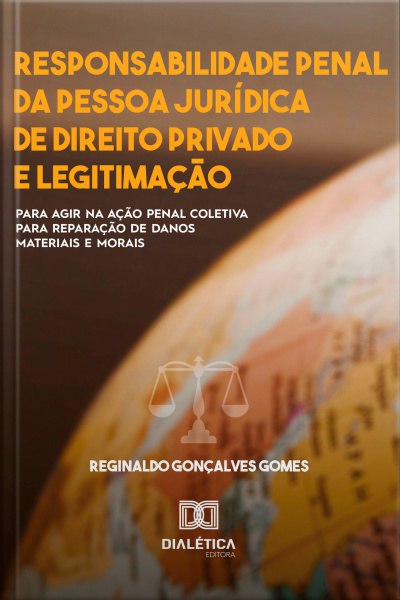 RESPONSABILIDADE PENAL
DA PESSOA JURÍDICA
DE DIREITO PRIVADO
E LEGITIMAÇÃO
PARA AGIR NA AÇÃO PENAL COLETIVA
PARA REPARAÇÃO DE DANOS
MATERIAIS E MORAIS
REGINALDO GONÇALVES GOMES
DIALÉTICA
EDITORA